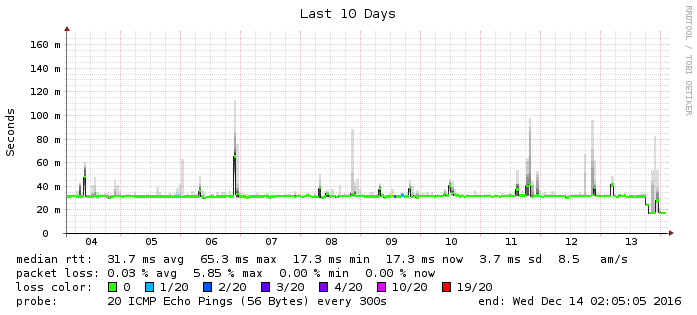 Last 10 Days
RRDTOOL / TOBI OETIKER
Seconds
160 m
140 m
120 m
100 m
80 m
60 m
40 m
20 m
0
04 05 06 07 08 09 10 11 12 13
median rtt: 31.7 ms avg 65.3 ms max 17.3 ms min 17.3 ms now 3.7 ms sd 8.5 am/s
packet loss: 0.03 % avg 5.85 % max 0.00 % min 0.00 % now
loss color: 0 1/20 2/20 3/20 4/20 10/20 19/20
probe: 20 ICMP Echo Pings (56 Bytes) every 300s end: Wed Dec 14 02:05:05 2016